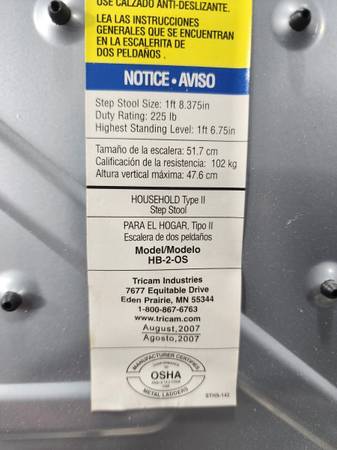 USE CALZADO ANTI-DESLIZANTE.
LEA LAS INSTRUCCIONES
GENERALES QUE SE ENCUENTRAN
EN LA ESCALERITA DE
DOS PELDAÑOS .
NOTICE • AVISO
Step Stool Size: 1ft 8.375in
Duty Rating: 225 lb
Highest Standing Level: 1ft 6.75in
Tamaño de la escalera: 51.7 cm
Calificación de la resistencia: 102 kg
Altura vertical máxima: 47.6 cm
HOUSEHOLD Type II
Step Stool
PARA EL HOGAR, Tipo II
Escalera de dos peldaños
Model/Modelo
HB-2-OS
Tricam Industries
7677 Equitable Drive
Eden Prairie, MN 55344
1-800-867-6763
www.tricam.com
August, 2007
Agosto, 2007
MANUFACTURER CERTIFIES
OSHA
METAL LADDERS
STHS-142